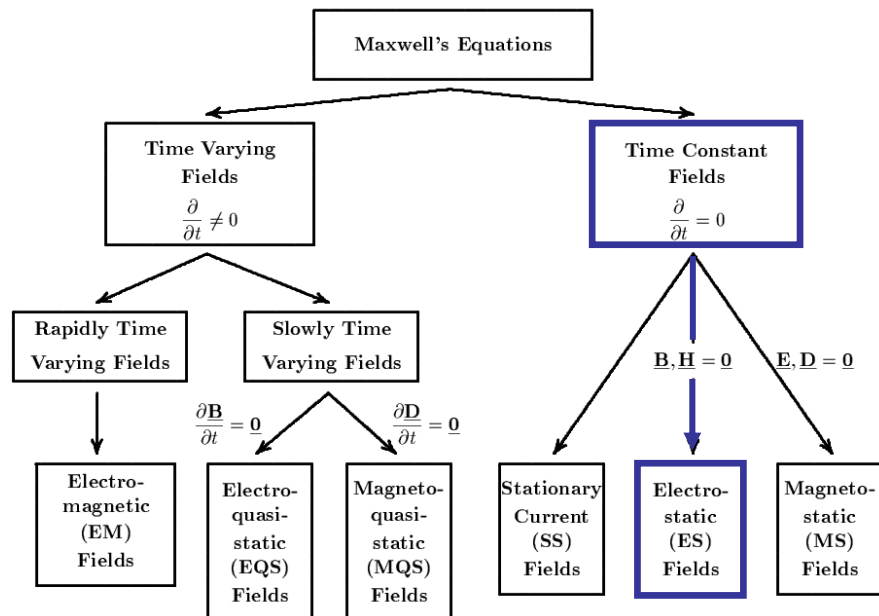 Maxwell's Equations
Time Varying
Fields
∂/∂t ≠ 0
Time Constant
Fields
∂/∂t = 0
Rapidly Time
Varying Fields
Slowly Time
Varying Fields
B, H = 0
E, D = 0
∂B/∂t = 0
∂D/∂t = 0
Electro-
magnetic
(EM)
Fields
Electro-
quasi-
static
(EQS)
Fields
Magneto-
quasi-
static
(MQS)
Fields
Stationary
Current
(SS)
Fields
Electro-
static
(ES)
Fields
Magneto-
static
(MS)
Fields